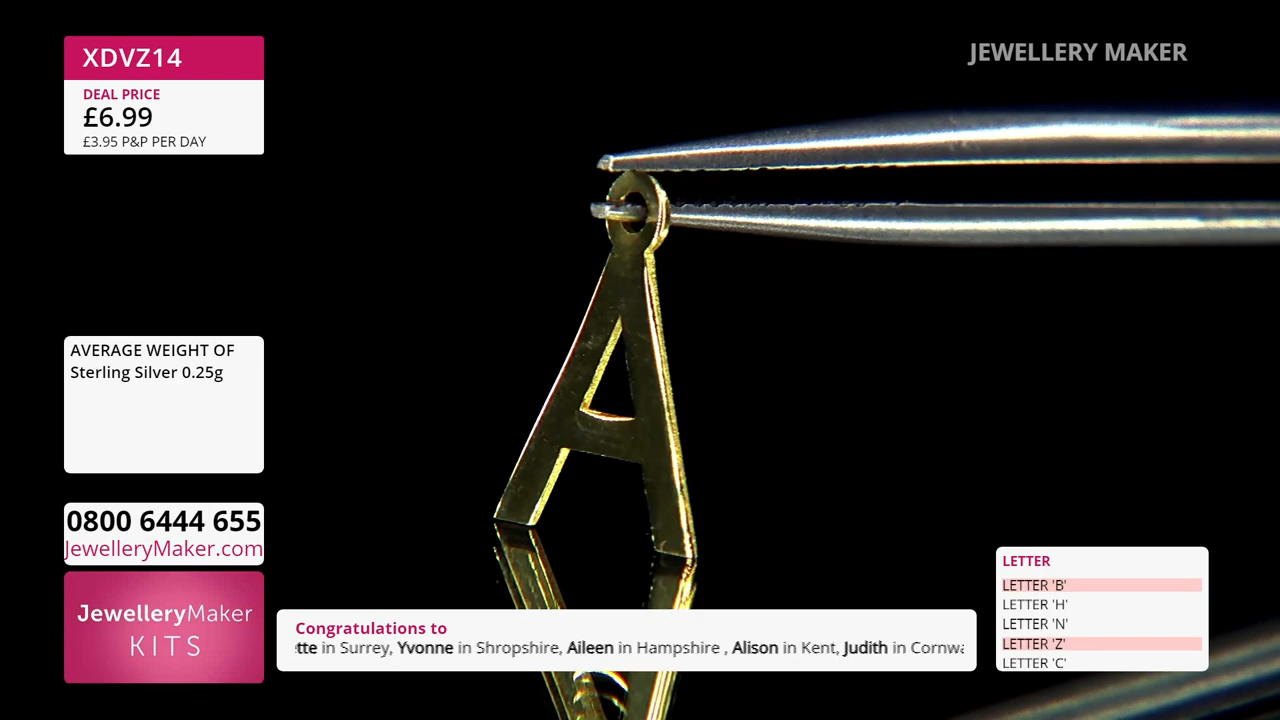 XDVZ14
DEAL PRICE
£6.99
£3.95 P&P PER DAY
JEWELLERY MAKER
A
AVERAGE WEIGHT OF
Sterling Silver 0.25g
0800 6444 655
JewelleryMaker.com
JewelleryMaker
KITS
Congratulations to
tte in Surrey, Yvonne in Shropshire, Aileen in Hampshire , Alison in Kent, Judith in Cornwa
LETTER
LETTER 'B'
LETTER 'H'
LETTER 'N'
LETTER 'Z'
LETTER 'C'